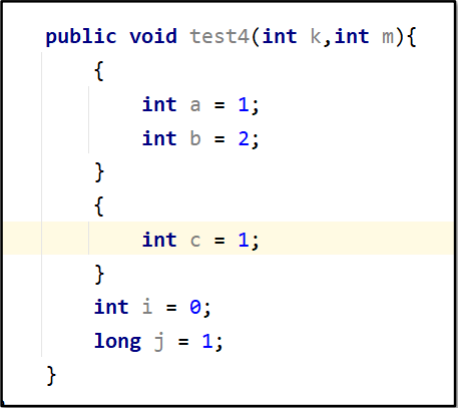 public void test4(int k,int m){
{
int a = 1;
int b = 2;
}
{
int c = 1;
}
int i = 0;
long j = 1;
}